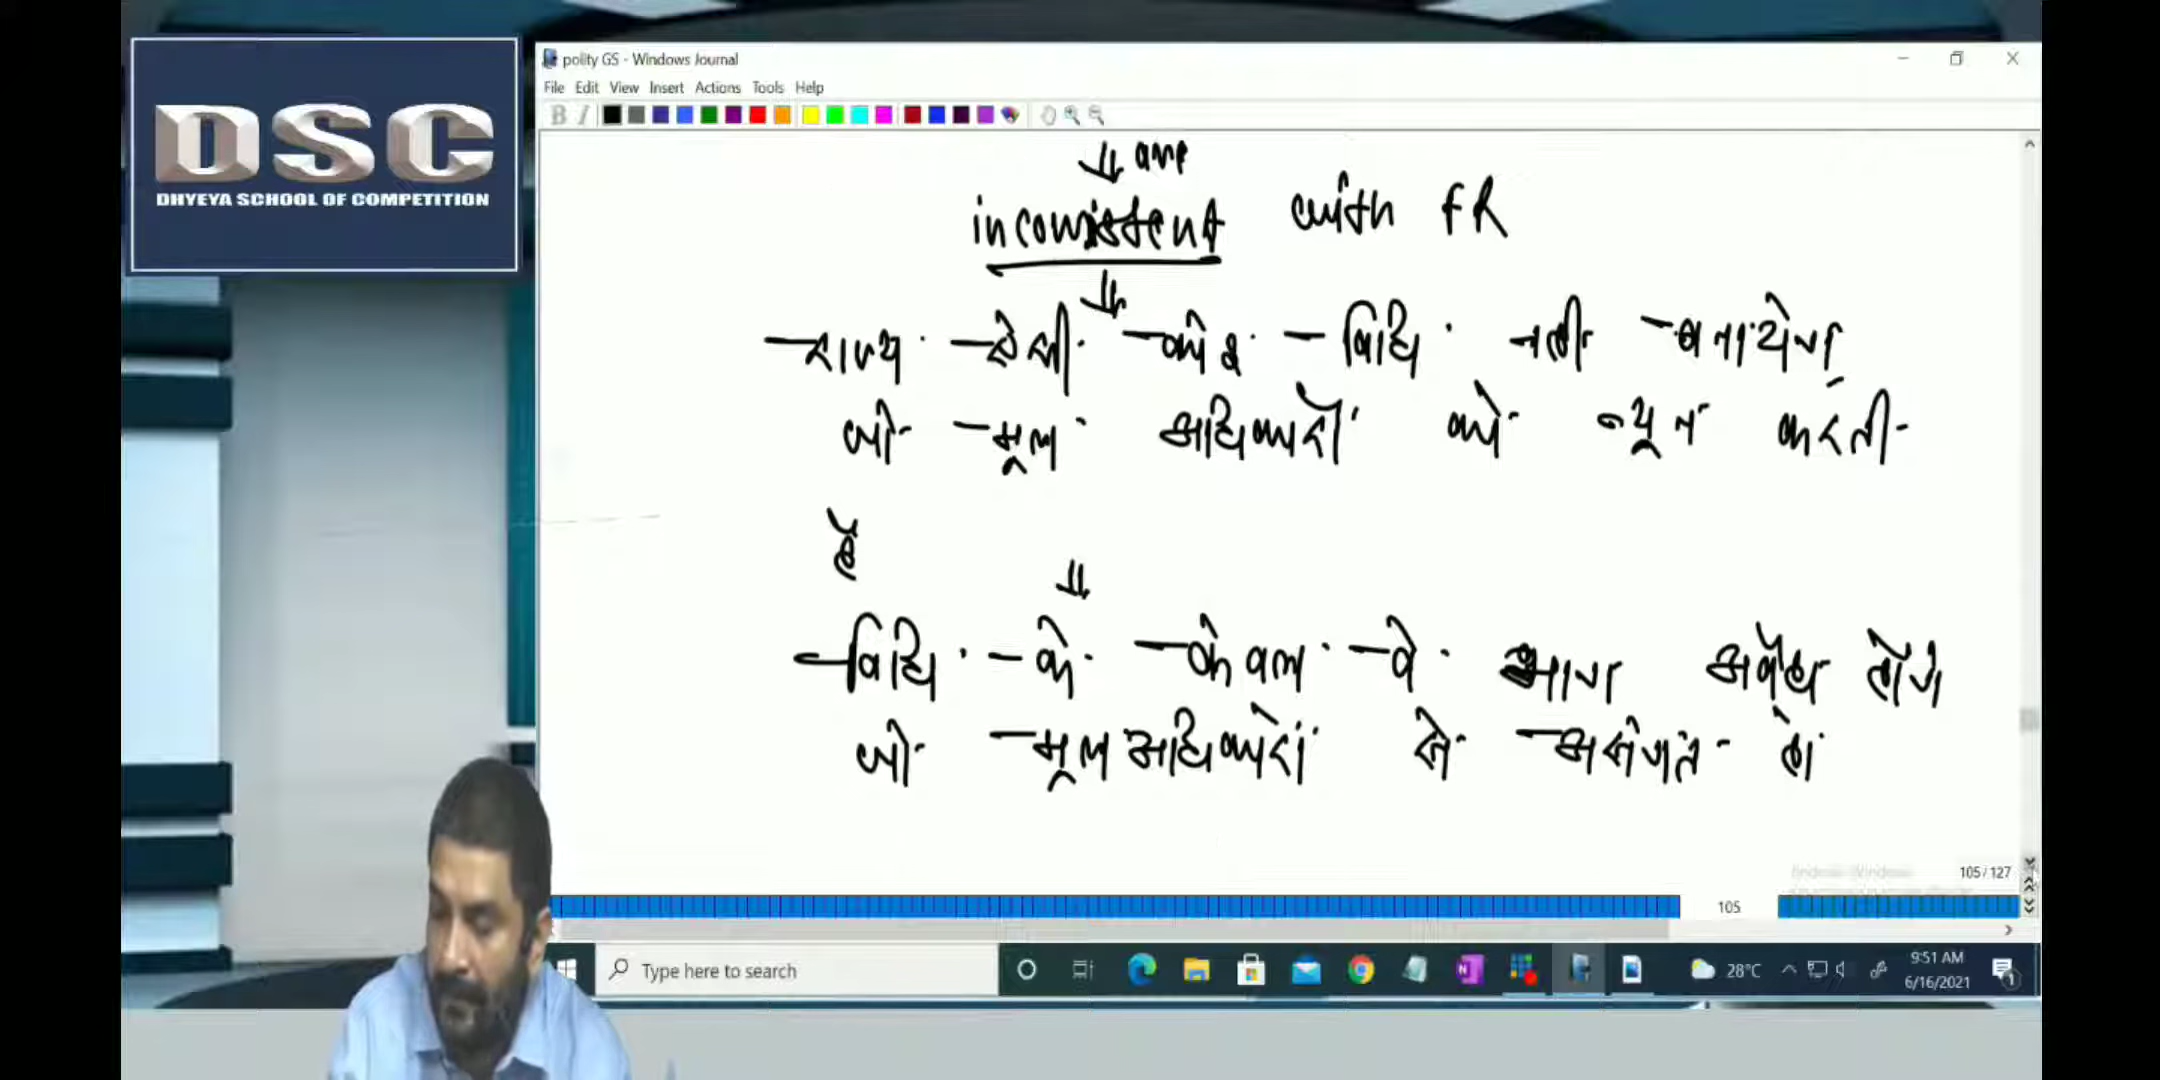 polity GS - Windows Journal
File Edit View Insert Actions Tools Help
DSC
DHYEYA SCHOOL OF COMPETITION
are
inconsistent with FR
राज्य ऐसी कोई विधि नहीं बनायेगा
जो मूल अधिकारों को न्यून करती
है
विधि के केवल वे भाग अवैध होंगे
जो मूल अधिकारों से असंगत हो
105 / 127
105
Type here to search
28°C
9:51 AM
6/16/2021
1